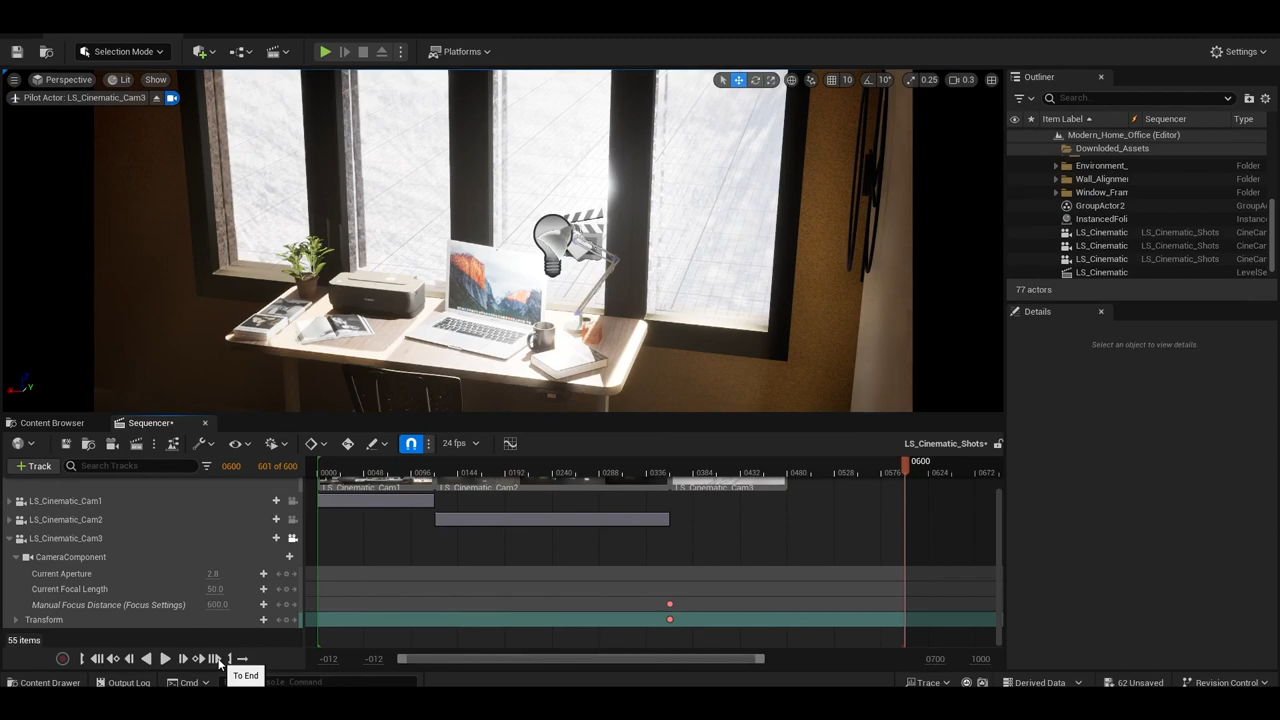 Selection Mode
Platforms
Settings
Perspective
Lit
Show
10
10°
0.25
0.3
Pilot Actor: LS_Cinematic_Cam3
Outliner
Search...
Item Label
Sequencer
Type
Modern_Home_Office (Editor)
Downloded_Assets
Environment_
Folder
Wall_Alignmer
Folder
Window_Fram
Folder
GroupActor2
GroupAc
InstancedFoli
Instanc
LS_Cinematic
LS_Cinematic_Shots
CineCar
LS_Cinematic
LS_Cinematic_Shots
CineCar
LS_Cinematic
LS_Cinematic_Shots
CineCar
LS_Cinematic
LevelSe
77 actors
Details
Select an object to view details.
Content Browser
Sequencer*
24 fps
LS_Cinematic_Shots*
Track
Search Tracks
0600
601 of 600
0600
0000
0048
0096
0144
0192
0240
0288
0336
0384
0432
0480
0528
0576
0624
0672
LS_Cinematic_Cam1
LS_Cinematic_Cam2
LS_Cinematic_Cam3
LS_Cinematic_Cam1
LS_Cinematic_Cam2
LS_Cinematic_Cam3
CameraComponent
Current Aperture
2.8
Current Focal Length
50.0
Manual Focus Distance (Focus Settings)
600.0
Transform
55 items
-012
-012
0700
1000
To End
Content Drawer
Output Log
Cmd
sole Command
Trace
Derived Data
62 Unsaved
Revision Control